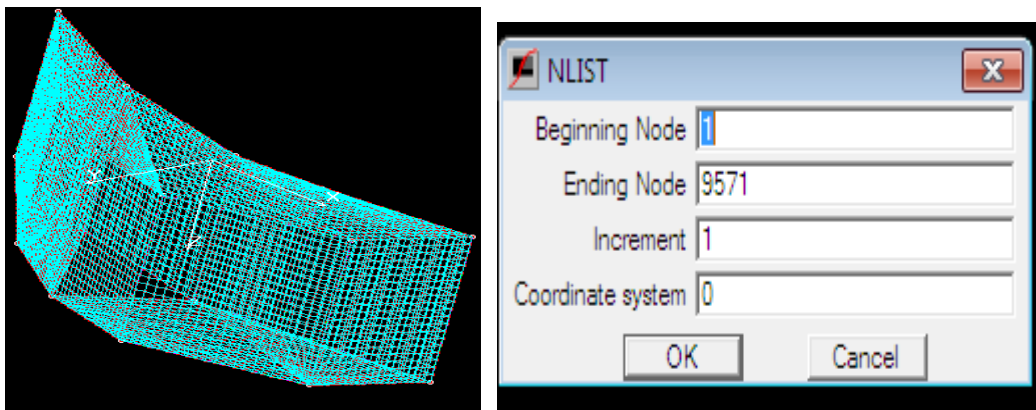 Y
X
Z
NLIST
Beginning Node 1
Ending Node 9571
Increment 1
Coordinate system 0
OK Cancel